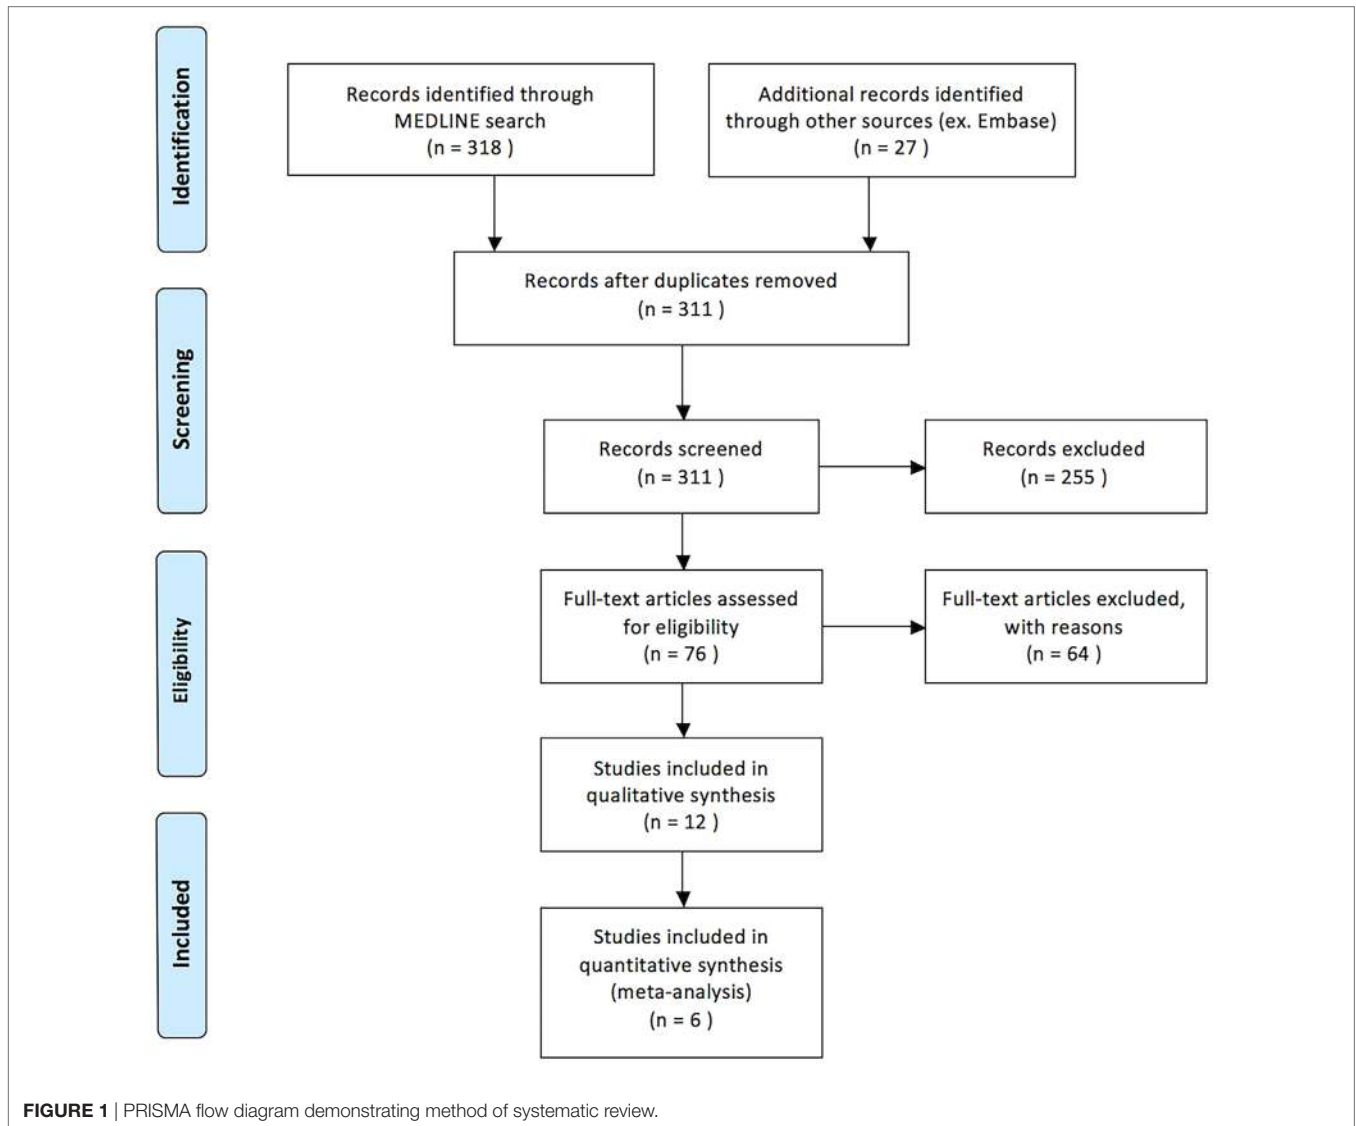 Identification
Records identified through
MEDLINE search
(n = 318 )
Additional records identified
through other sources (ex. Embase)
(n = 27 )
Records after duplicates removed
(n = 311 )
Screening
Records screened
(n = 311 )
Records excluded
(n = 255 )
Eligibility
Full-text articles assessed
for eligibility
(n = 76 )
Full-text articles excluded,
with reasons
(n = 64 )
Studies included in
qualitative synthesis
(n = 12 )
Included
Studies included in
quantitative synthesis
(meta-analysis)
(n = 6 )
FIGURE 1 | PRISMA flow diagram demonstrating method of systematic review.